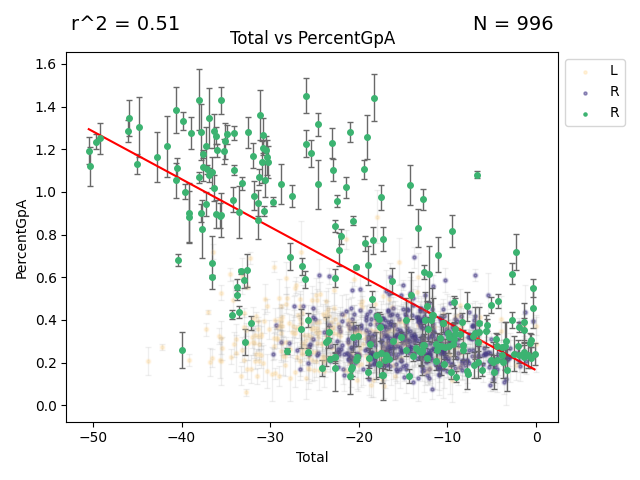 r^2 = 0.51
N = 996
Total vs PercentGpA
L
R
R
PercentGpA
1.6
1.4
1.2
1.0
0.8
0.6
0.4
0.2
0.0
−50
−40
−30
−20
−10
0
Total